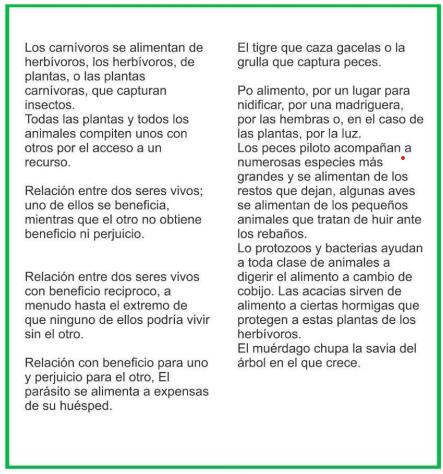 Los carnívoros se alimentan de
herbívoros, los herbívoros, de
plantas, o las plantas
carnívoras, que capturan
insectos.
Todas las plantas y todos los
animales compiten unos con
otros por el acceso a un
recurso.
Relación entre dos seres vivos;
uno de ellos se beneficia,
mientras que el otro no obtiene
beneficio ni perjuicio.
Relación entre dos seres vivos
con beneficio reciproco, a
menudo hasta el extremo de
que ninguno de ellos podría vivir
sin el otro.
Relación con beneficio para uno
y perjuicio para el otro, El
parásito se alimenta a expensas
de su huésped.
El tigre que caza gacelas o la
grulla que captura peces.
Po alimento, por un lugar para
nidificar, por una madriguera,
por las hembras o, en el caso de
las plantas, por la luz.
Los peces piloto acompañan a
numerosas especies más
grandes y se alimentan de los
restos que dejan, algunas aves
se alimentan de los pequeños
animales que tratan de huir ante
los rebaños.
Lo protozoos y bacterias ayudan
a toda clase de animales a
digerir el alimento a cambio de
cobijo. Las acacias sirven de
alimento a ciertas hormigas que
protegen a estas plantas de los
herbívoros.
El muérdago chupa la savia del
árbol en el que crece.